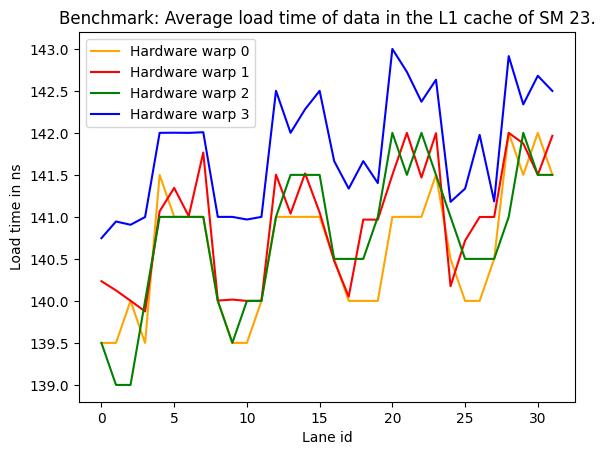 Benchmark: Average load time of data in the L1 cache of SM 23.
Hardware warp 0
Hardware warp 1
Hardware warp 2
Hardware warp 3
Load time in ns
143.0
142.5
142.0
141.5
141.0
140.5
140.0
139.5
139.0
0 5 10 15 20 25 30
Lane id